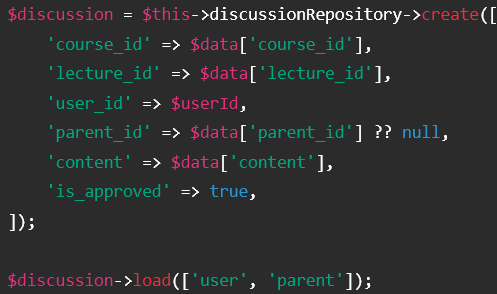 $discussion = $this->discussionRepository->create([
    'course_id' => $data['course_id'],
    'lecture_id' => $data['lecture_id'],
    'user_id' => $userId,
    'parent_id' => $data['parent_id'] ?? null,
    'content' => $data['content'],
    'is_approved' => true,
]);

$discussion->load(['user', 'parent']);